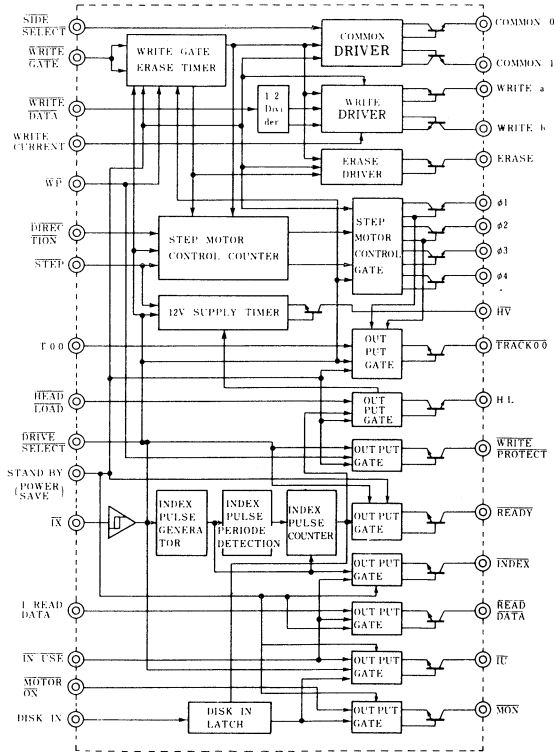 SIDE
SELECT
WRITE
GATE
WRITE
DATA
WRITE
CURRENT
WP
DIREC
TION
STEP
T00
HEAD
LOAD
DRIVE
SELECT
STAND BY
(POWER
SAVE)
IX
1 READ
DATA
IN USE
MOTOR
ON
DISK IN
WRITE GATE
ERASE TIMER
1 2
Divi
der
COMMON
DRIVER
WRITE
DRIVER
ERASE
DRIVER
STEP MOTOR
CONTROL COUNTER
STEP
MOTOR
CONTROL
GATE
12V SUPPLY TIMER
OUT
PUT
GATE
OUT
PUT
GATE
OUT PUT
GATE
INDEX
PULSE
GENERA
TOR
INDEX
PULSE
PERIODE
DETECTION
INDEX
PULSE
COUNTER
OUT PUT
GATE
OUT PUT
GATE
OUT PUT
GATE
OUT PUT
GATE
DISK IN
LATCH
OUT PUT
GATE
COMMON 0
COMMON 1
WRITE a
WRITE b
ERASE
φ1
φ2
φ3
φ4
HV
TRACK00
HL
WRITE
PROTECT
READY
INDEX
READ
DATA
IU
MON